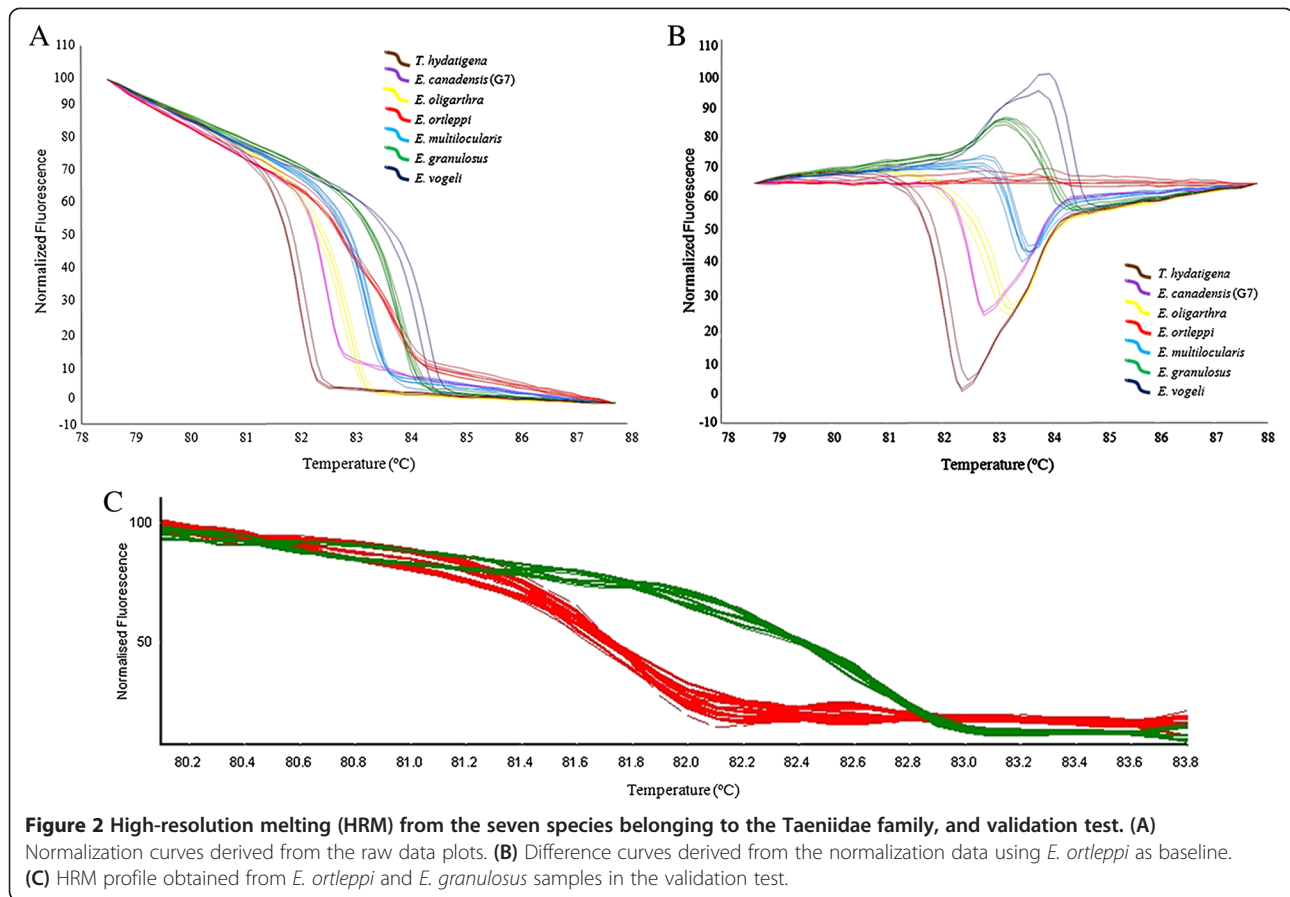 A
Normalized Fluorescence
110
100
90
80
70
60
50
40
30
20
10
0
-10
78 79 80 81 82 83 84 85 86 87 88
Temperature (ºC)
T. hydatigena
E. canadensis (G7)
E. oligarthra
E. ortleppi
E. multilocularis
E. granulosus
E. vogeli
B
Normalized Fluorescence
110
100
90
80
70
60
50
40
30
20
10
0
-10
78 79 80 81 82 83 84 85 86 87 88
Temperature (ºC)
T. hydatigena
E. canadensis (G7)
E. oligarthra
E. ortleppi
E. multilocularis
E. granulosus
E. vogeli
C
Normalised Fluorescence
100
50
80.2 80.4 80.6 80.8 81.0 81.2 81.4 81.6 81.8 82.0 82.2 82.4 82.6 82.8 83.0 83.2 83.4 83.6 83.8
Temperature (ºC)
Figure 2 High-resolution melting (HRM) from the seven species belonging to the Taeniidae family, and validation test. (A)
Normalization curves derived from the raw data plots. (B) Difference curves derived from the normalization data using E. ortleppi as baseline.
(C) HRM profile obtained from E. ortleppi and E. granulosus samples in the validation test.